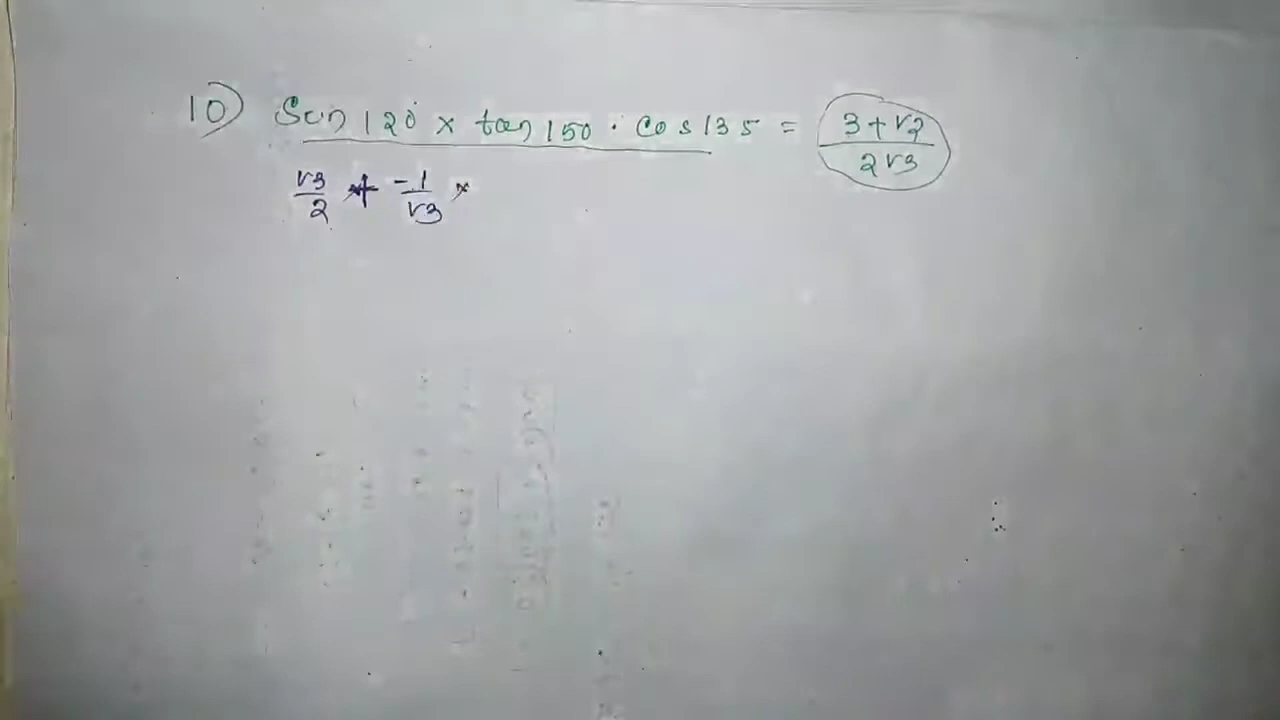 10) Sin 120° × tan 150 · cos 135 = (3+√2)/(2√3)
√3/2 + -1/√3 ×